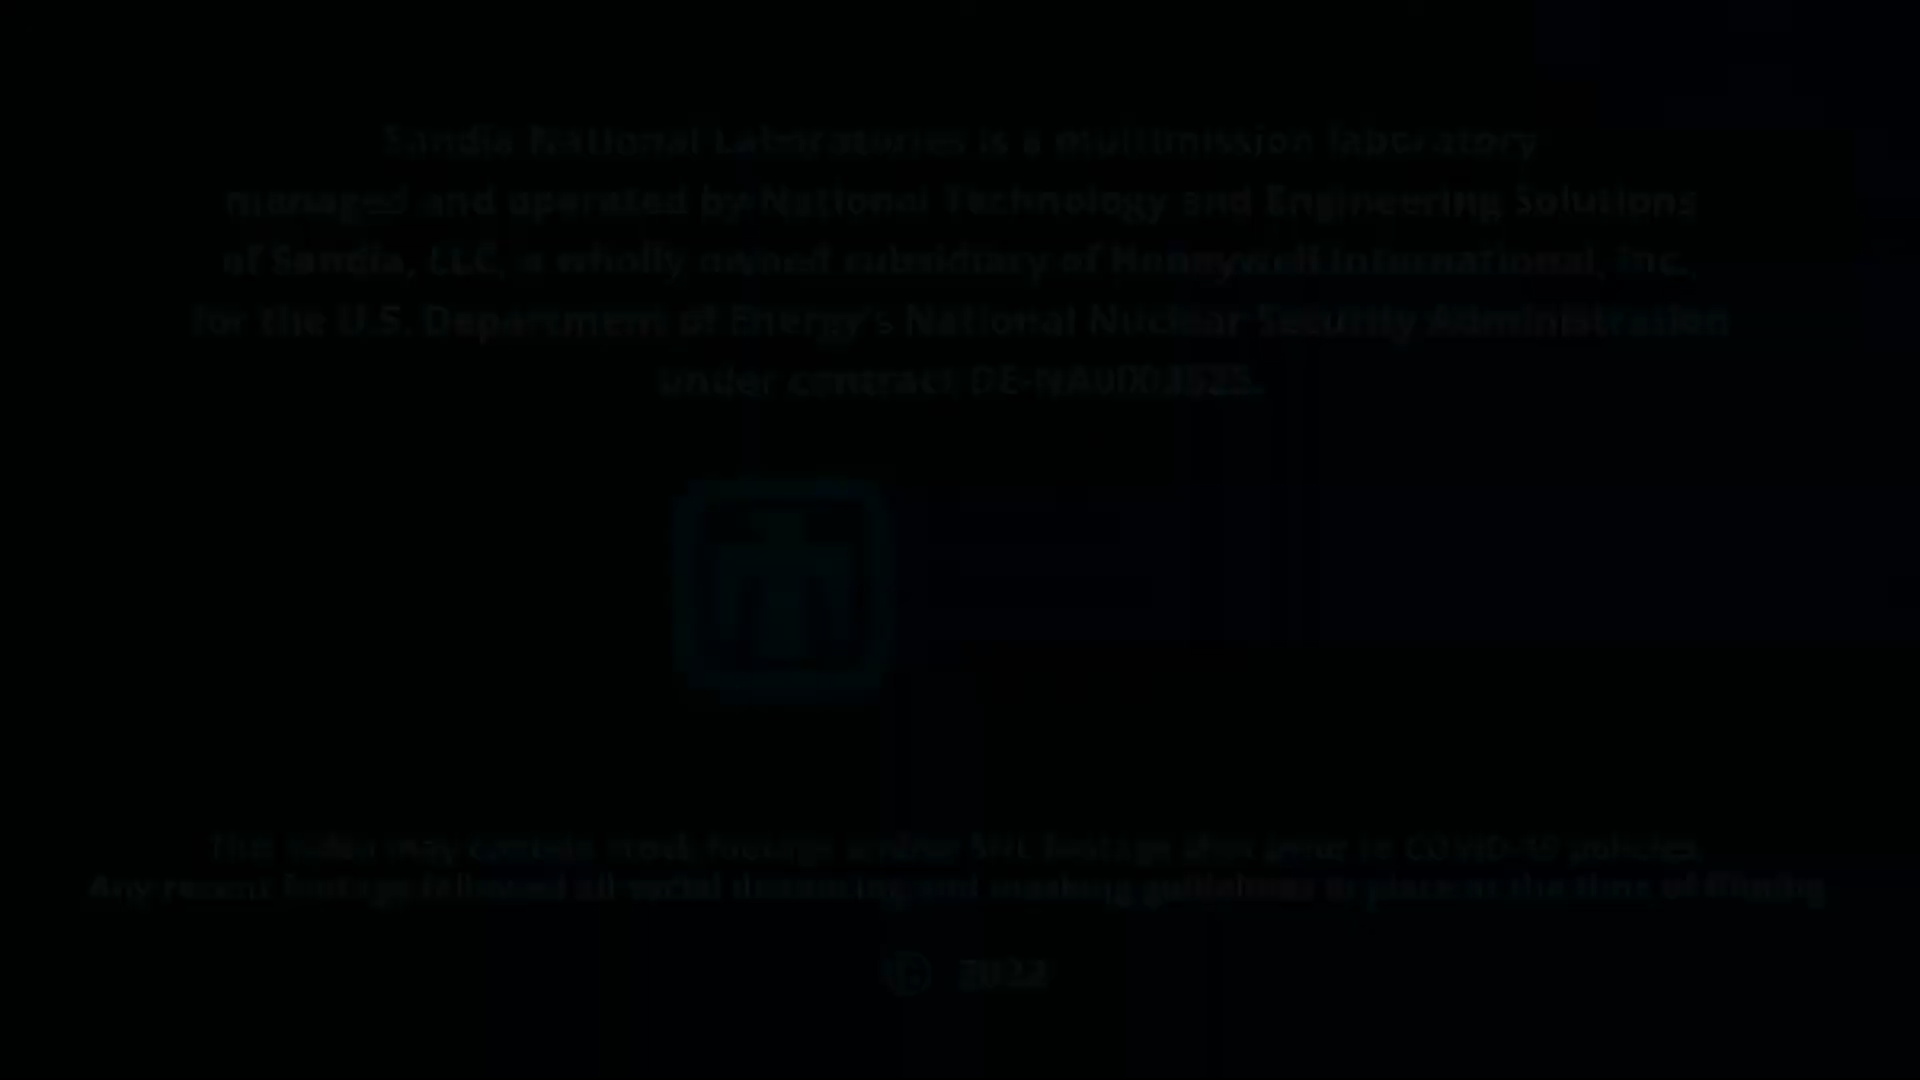 Sandia National Laboratories is a multimission laboratory
managed and operated by National Technology and Engineering Solutions
of Sandia, LLC, a wholly owned subsidiary of Honeywell International, Inc.
for the U.S. Department of Energy's National Nuclear Security Administration
under contract DE-NA0003525.
This video may contain stock footage and/or SNL footage shot prior to COVID-19 policies.
Any recent footage followed all social distancing and masking guidelines in place at the time of filming
© 2022